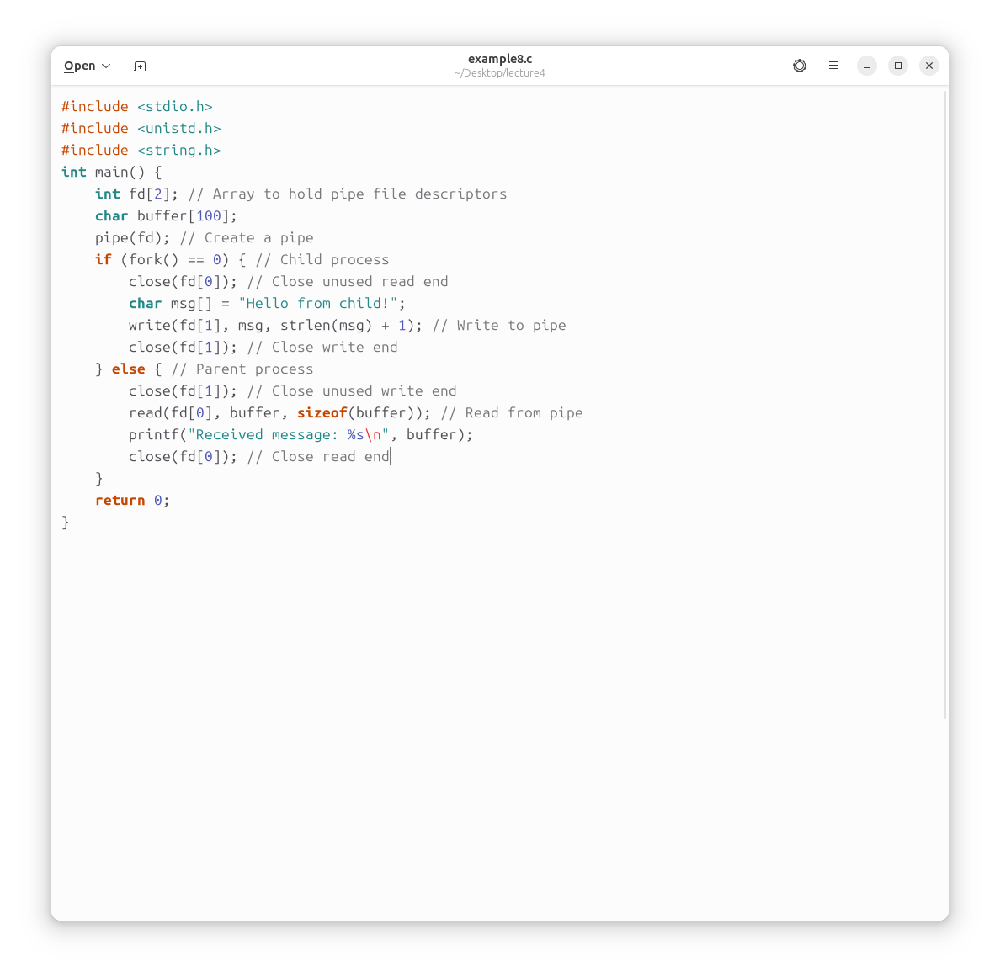 Open
example8.c
~/Desktop/lecture4
#include <stdio.h>
#include <unistd.h>
#include <string.h>
int main() {
    int fd[2]; // Array to hold pipe file descriptors
    char buffer[100];
    pipe(fd); // Create a pipe
    if (fork() == 0) { // Child process
        close(fd[0]); // Close unused read end
        char msg[] = "Hello from child!";
        write(fd[1], msg, strlen(msg) + 1); // Write to pipe
        close(fd[1]); // Close write end
    } else { // Parent process
        close(fd[1]); // Close unused write end
        read(fd[0], buffer, sizeof(buffer)); // Read from pipe
        printf("Received message: %s\n", buffer);
        close(fd[0]); // Close read end
    }
    return 0;
}